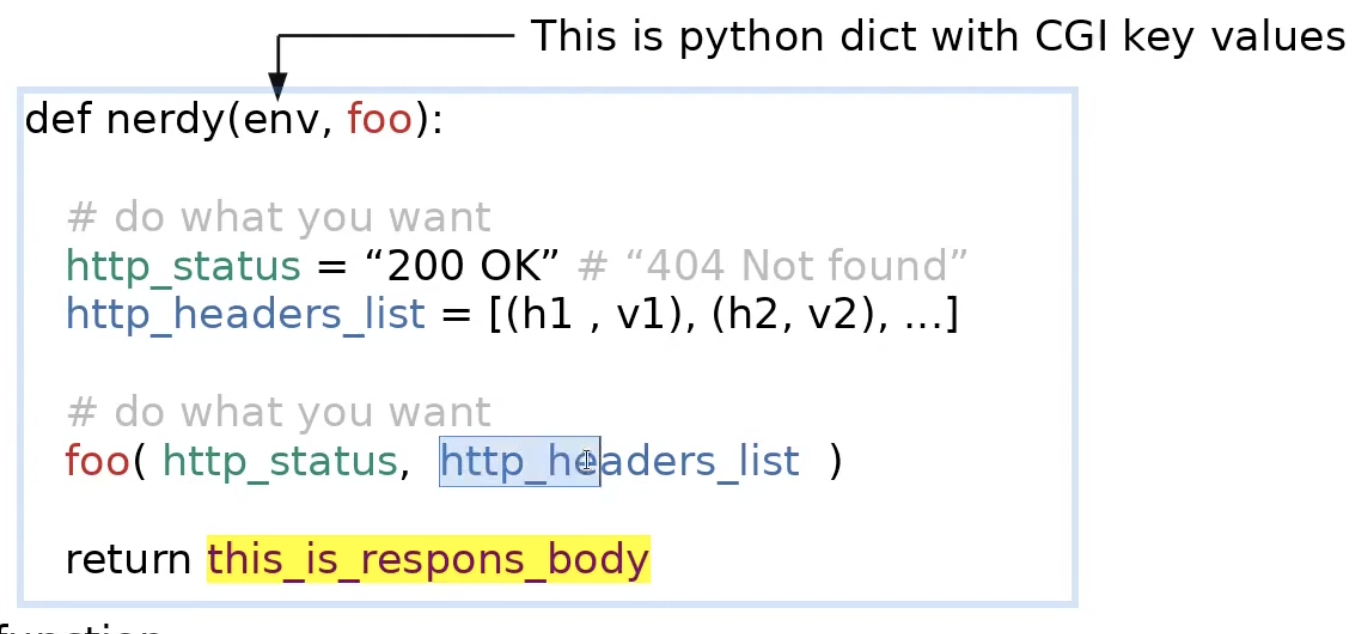 This is python dict with CGI key values
def nerdy(env, foo):
# do what you want
http_status = “200 OK” # “404 Not found”
http_headers_list = [(h1 , v1), (h2, v2), ...]
# do what you want
foo( http_status, http_headers_list )
return this_is_respons_body
function